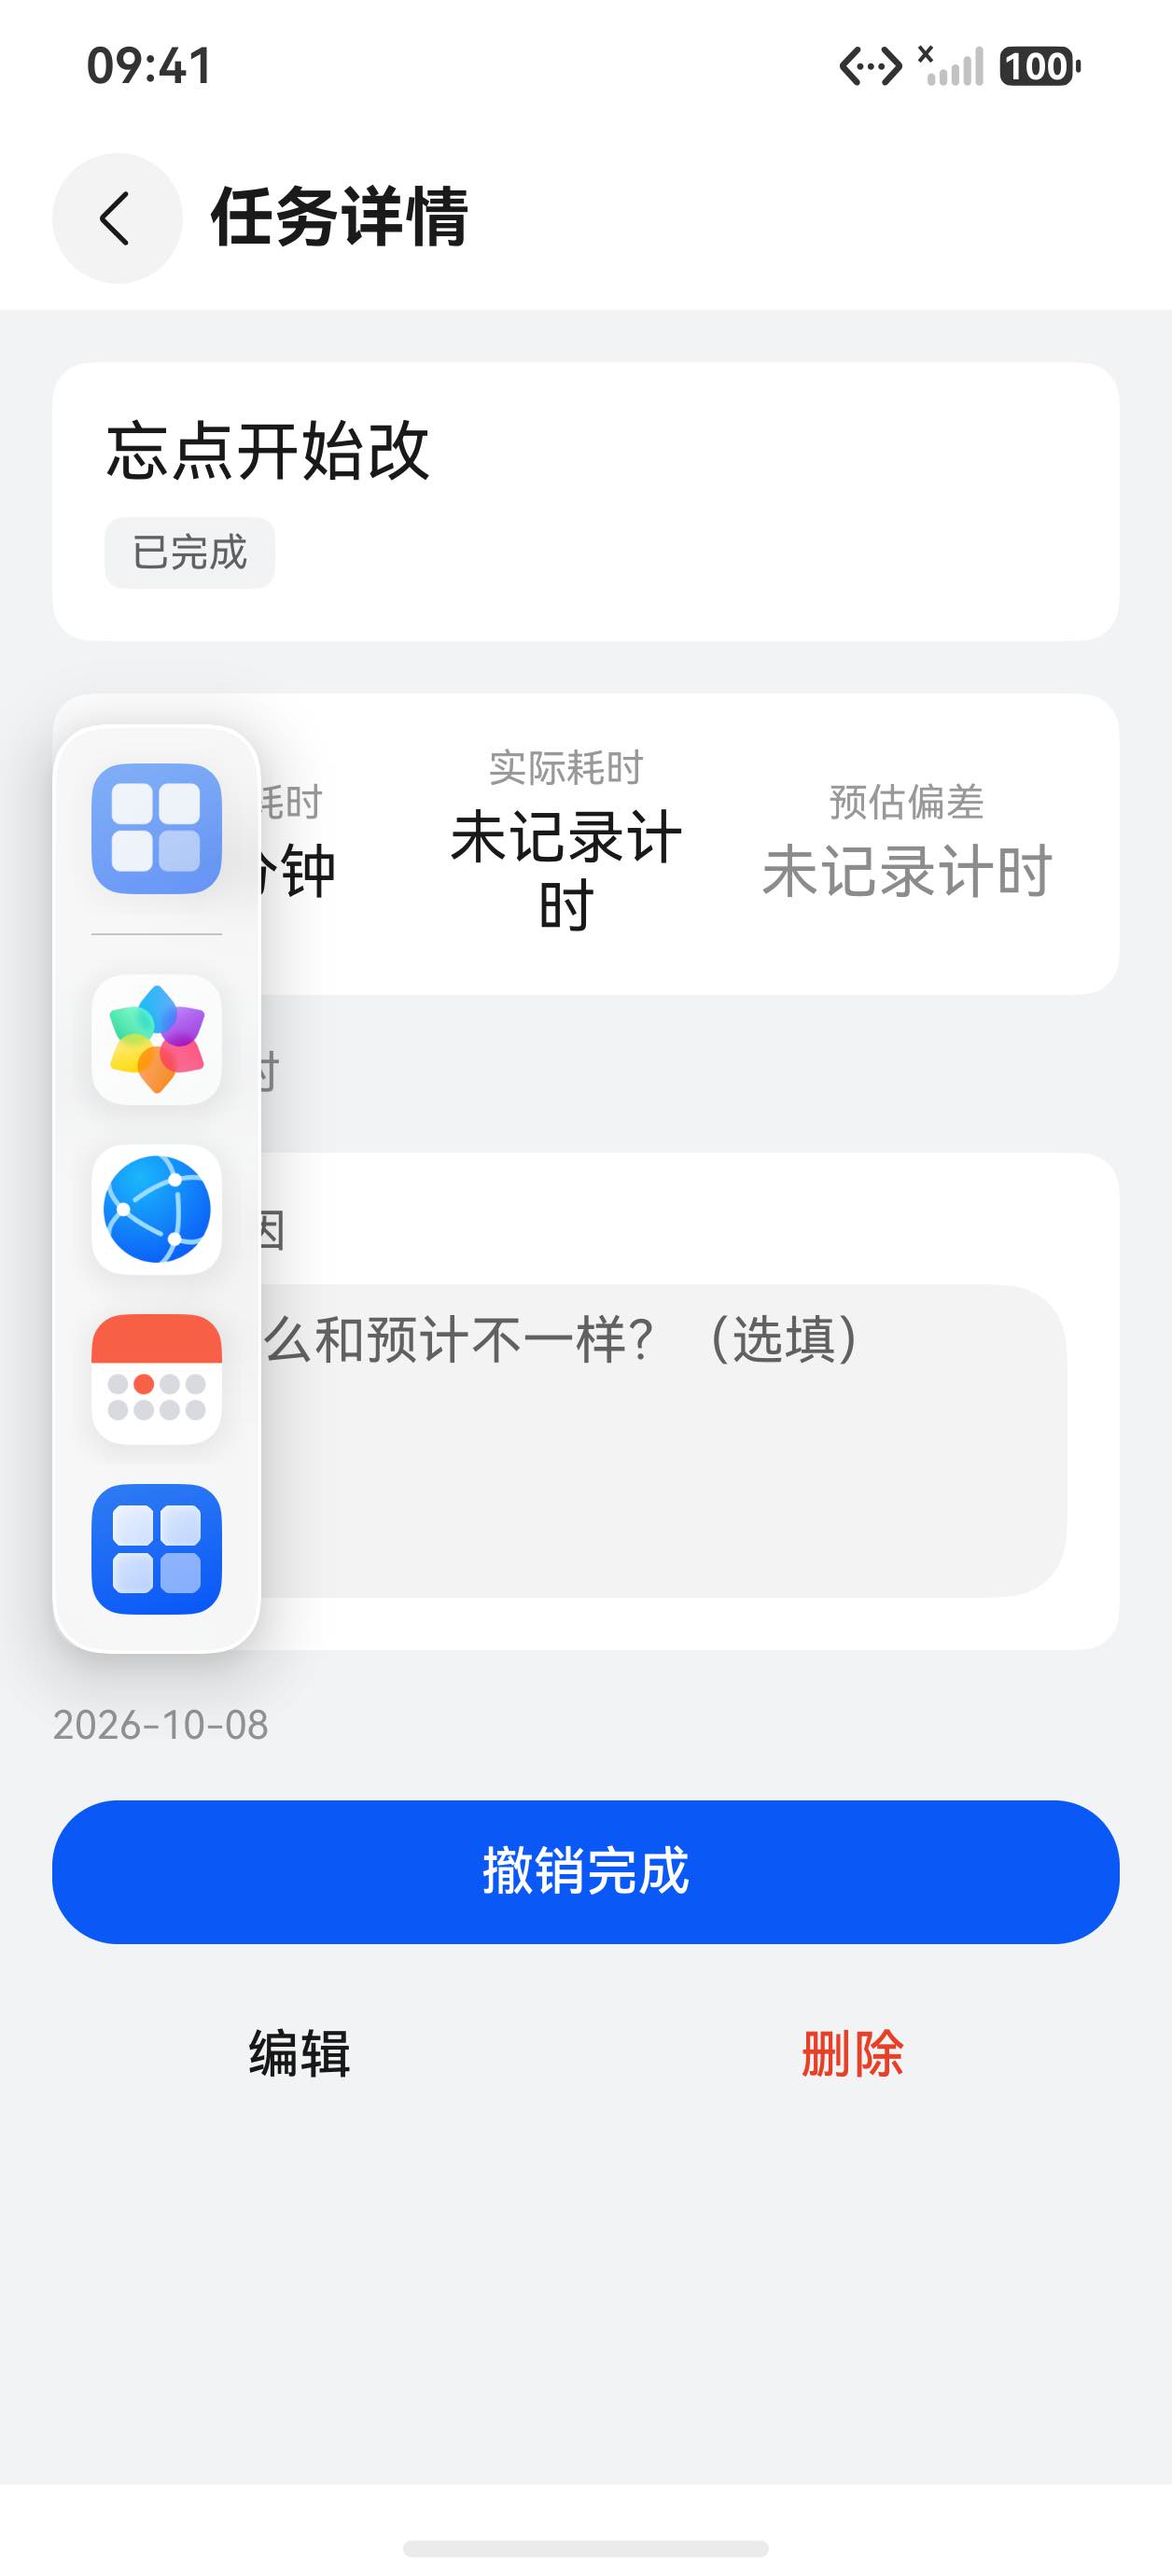 09:41
100
任务详情
忘点开始改
已完成
耗时
分钟
实际耗时
未记录计
时
预估偏差
未记录计时
时
因
么和预计不一样？（选填）
2026-10-08
撤销完成
编辑
删除